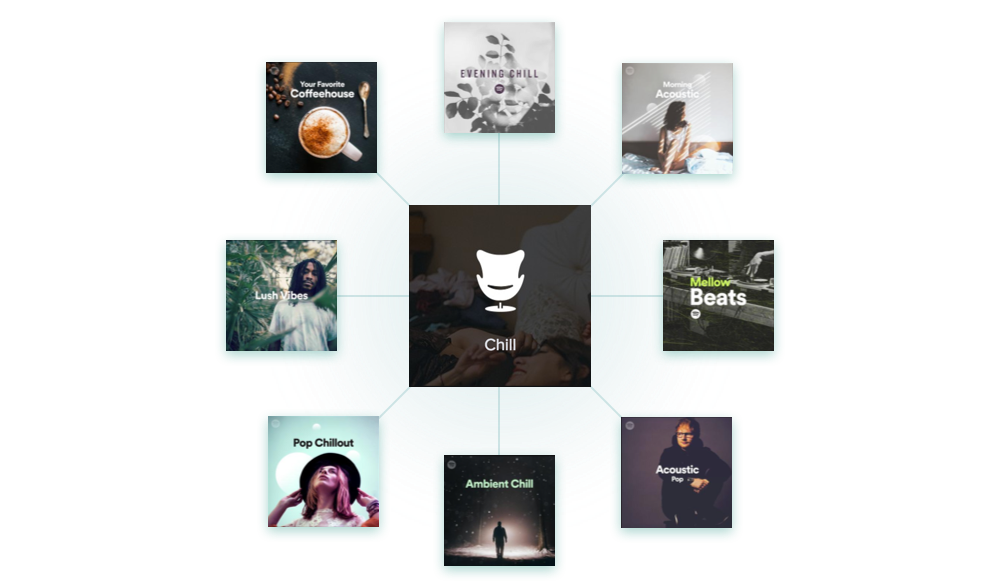 EVENING CHILL
Your Favorite
Coffeehouse
Morning
Acoustic
Lush Vibes
Chill
Mellow
Beats
Pop Chillout
Ambient Chill
Acoustic
Pop